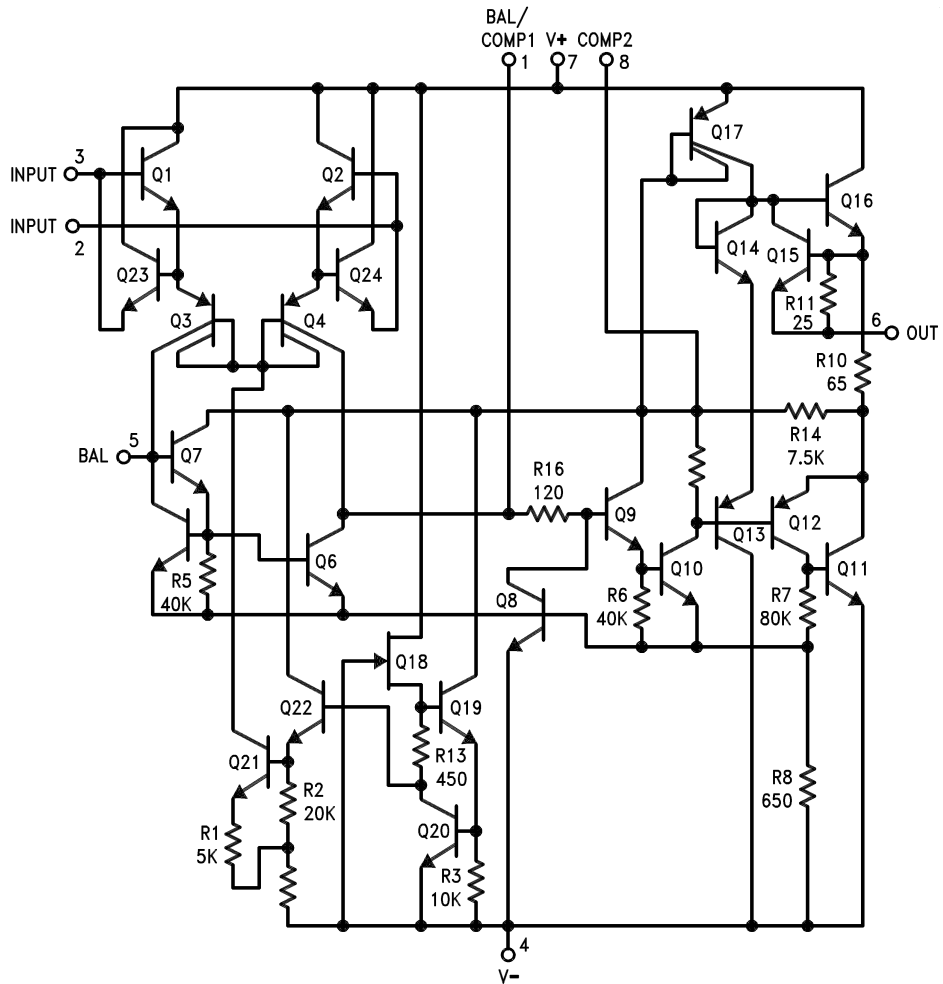 BAL/
COMP1 V+ COMP2
1 7 8
Q17
3
INPUT Q1 Q2
Q16
INPUT
2
Q14 Q15
Q23 Q24
R11
25
6
OUT
Q3 Q4
R10
65
R14
7.5K
5
BAL Q7
R16
120
Q9 Q13 Q12
Q6 Q10 Q11
R5
40K
Q8 R6
40K
R7
80K
Q18
Q22 Q19
R13
450
Q21
R2
20K
R8
650
R1
5K
Q20
R3
10K
4
V-